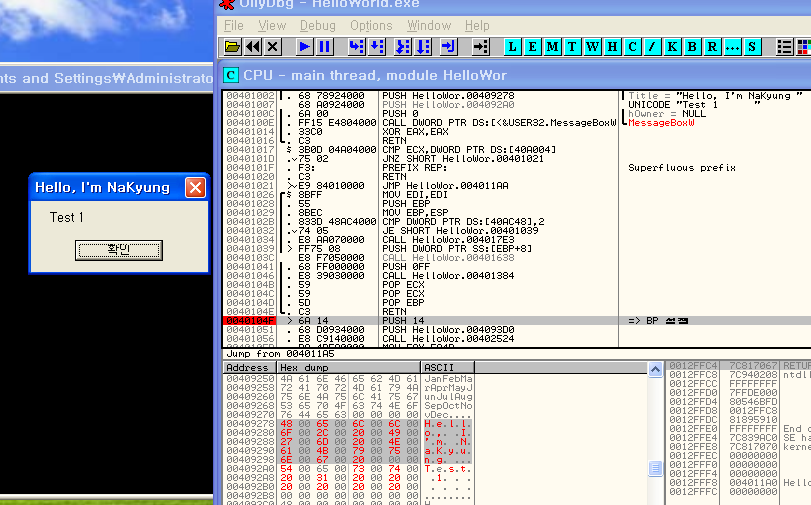 OllyDbg - HelloWorld.exe
File View Debug Options Window Help
L E M T W H C / K B R ... S
nts and Settings₩Administrato
C CPU - main thread, module HelloWor
00401002 . 68 78924000 PUSH HelloWor.00409278 Title = "Hello, I'm NaKyung "
00401007 68 A0924000 PUSH HelloWor.004092A0 UNICODE "Test 1 "
0040100C . 6A 00 PUSH 0 hOwner = NULL
0040100E . FF15 E4804000 CALL DWORD PTR DS:[<&USER32.MessageBoxW MessageBoxW
00401014 . 33C0 XOR EAX,EAX
00401016 . C3 RETN
00401017 $ 3B0D 04A04000 CMP ECX,DWORD PTR DS:[40A004]
0040101D . 75 02 JNZ SHORT HelloWor.00401021
0040101F . F3: PREFIX REP: Superfluous prefix
00401020 . C3 RETN
00401021 > E9 84010000 JMP HelloWor.004011AA
00401026 $ 8BFF MOV EDI,EDI
00401028 . 55 PUSH EBP
00401029 . 8BEC MOV EBP,ESP
0040102B . 833D 48AC4000 CMP DWORD PTR DS:[40AC48],2
00401032 . 74 05 JE SHORT HelloWor.00401039
00401034 . E8 AA070000 CALL HelloWor.004017E3
00401039 > FF75 08 PUSH DWORD PTR SS:[EBP+8]
0040103C . E8 F7050000 CALL HelloWor.00401638
00401041 . 68 FF000000 PUSH 0FF
00401046 . E8 39030000 CALL HelloWor.00401384
0040104B . 59 POP ECX
0040104C . 59 POP ECX
0040104D . 5D POP EBP
0040104E . C3 RETN
0040104F > 6A 14 PUSH 14 => BP 설정
00401051 . 68 D0934000 PUSH HelloWor.004093D0
00401056 . E8 C9140000 CALL HelloWor.00402524
Jump from 004011A5
Hello, I'm NaKyung
Test 1
확인
Address Hex dump ASCII
00409250 4A 61 6E 46 65 62 4D 61 JanFebMa
00409258 72 41 70 72 4D 61 79 4A rAprMayJ
00409260 75 6E 4A 75 6C 41 75 67 unJulAug
00409268 53 65 70 4F 63 74 4E 6F SepOctNo
00409270 76 44 65 63 00 00 00 00 vDec....
00409278 48 00 65 00 6C 00 6C 00 H.e.l.l.
00409280 6F 00 2C 00 20 00 49 00 o.,. .I.
00409288 27 00 6D 00 20 00 4E 00 '.m. .N.
00409290 61 00 4B 00 79 00 75 00 a.K.y.u.
00409298 6E 00 67 00 20 00 00 00 n.g. ...
004092A0 54 00 65 00 73 00 74 00 T.e.s.t.
004092A8 20 00 31 00 20 00 20 00 .1. . .
004092B0 20 00 20 00 20 00 20 00 . . . .
004092B8 00 00 00 00 00 00 00 00 ........
0012FFC4 7C817067 RETUR
0012FFC8 7C940208 ntdll
0012FFCC FFFFFFFF
0012FFD0 7FFDE000
0012FFD4 80546BFD
0012FFD8 0012FFC8
0012FFDC 81895910
0012FFE0 FFFFFFFF End o
0012FFE4 7C839AC0 SE ha
0012FFE8 7C817070 kerne
0012FFEC 00000000
0012FFF0 00000000
0012FFF4 00000000
0012FFF8 Hello
0012FFFC 00000000